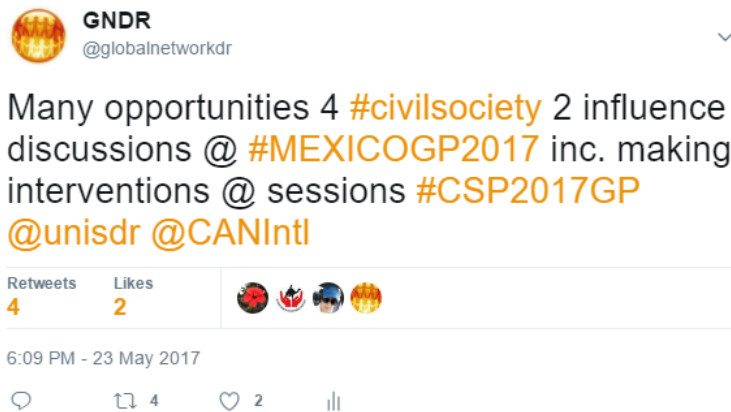 GNDR
@globalnetworkdr
Many opportunities 4 #civilsociety 2 influence
discussions @ #MEXICOGP2017 inc. making
interventions @ sessions #CSP2017GP
@unisdr @CANIntl
Retweets Likes
4 2
6:09 PM - 23 May 2017
4 2